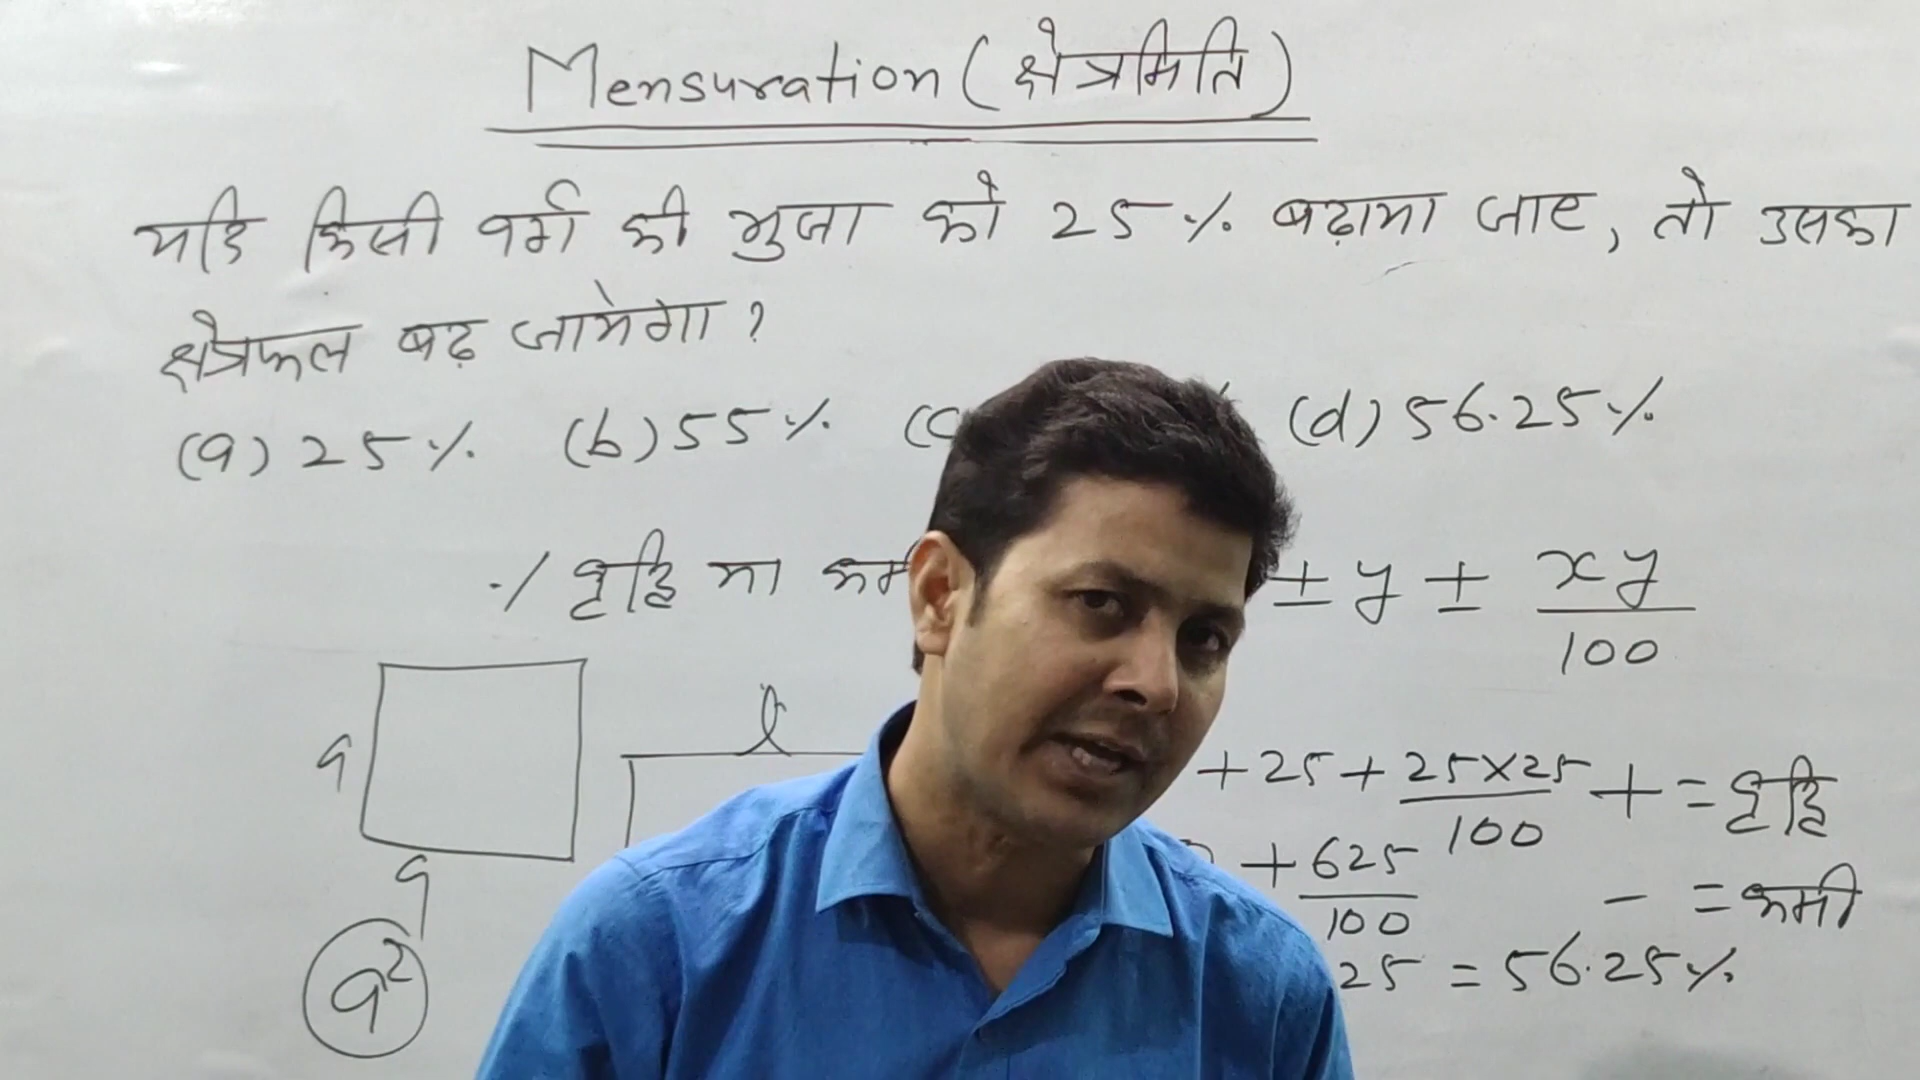 Mensuration (क्षेत्रमिति)
यदि किसी वर्ग की भुजा को 25% बढ़ाया जाए, तो उसका
क्षेत्रफल बढ़ जायेगा?
(a) 25% (b) 55% (c (d) 56.25%
% वृद्धि या ± y ± xy/100
a
l
+ 25 + 25×25/100 + = वृद्धि
+ 625/100 - = कमी
a
25 = 56.25%
a²